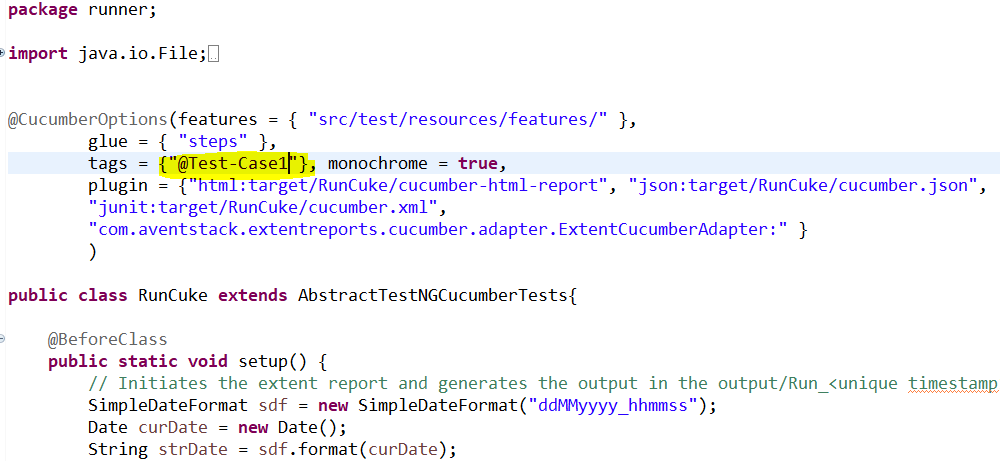 package runner;
import java.io.File;
@CucumberOptions(features = { "src/test/resources/features/" },
glue = { "steps" },
tags = {"@Test-Case1"}, monochrome = true,
plugin = {"html:target/RunCuke/cucumber-html-report", "json:target/RunCuke/cucumber.json",
"junit:target/RunCuke/cucumber.xml",
"com.aventstack.extentreports.cucumber.adapter.ExtentCucumberAdapter:" }
)
public class RunCuke extends AbstractTestNGCucumberTests{
@BeforeClass
public static void setup() {
// Initiates the extent report and generates the output in the output/Run_<unique timestamp
SimpleDateFormat sdf = new SimpleDateFormat("ddMMyyyy_hhmmss");
Date curDate = new Date();
String strDate = sdf.format(curDate);